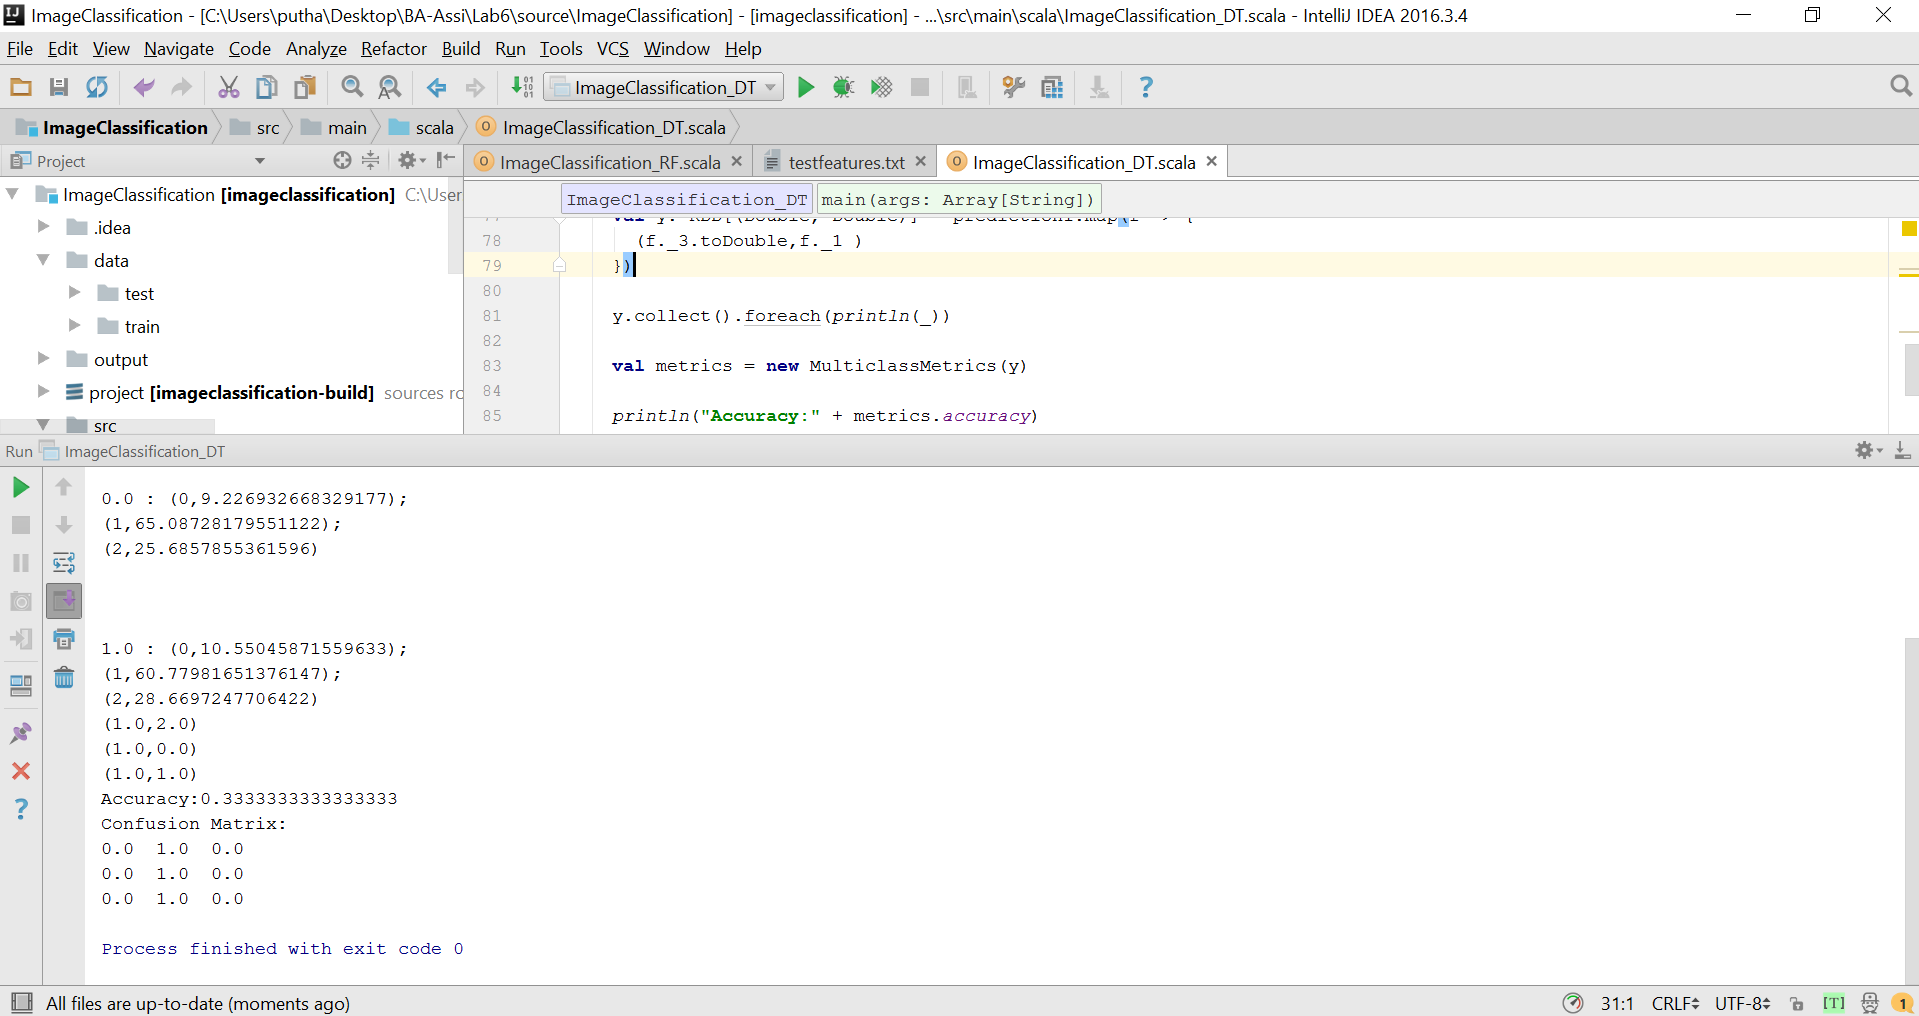 ImageClassification - [C:\Users\putha\Desktop\BA-Assi\Lab6\source\ImageClassification] - [imageclassification] - ...\src\main\scala\ImageClassification_DT.scala - IntelliJ IDEA 2016.3.4
File Edit View Navigate Code Analyze Refactor Build Run Tools VCS Window Help
ImageClassification_DT
ImageClassification src main scala ImageClassification_DT.scala
Project
ImageClassification_RF.scala testfeatures.txt ImageClassification_DT.scala
ImageClassification [imageclassification] C:\User
.idea
data
test
train
output
project [imageclassification-build] sources ro
src
ImageClassification_DT main(args: Array[String])
77 val y: RDD[(Double, Double)] = prediction1.map(f => {
78 (f._3.toDouble,f._1 )
79 })
80
81 y.collect().foreach(println(_))
82
83 val metrics = new MulticlassMetrics(y)
84
85 println("Accuracy:" + metrics.accuracy)
Run ImageClassification_DT
0.0 : (0,9.226932668329177);
(1,65.08728179551122);
(2,25.6857855361596)
1.0 : (0,10.55045871559633);
(1,60.77981651376147);
(2,28.6697247706422)
(1.0,2.0)
(1.0,0.0)
(1.0,1.0)
Accuracy:0.3333333333333333
Confusion Matrix:
0.0 1.0 0.0
0.0 1.0 0.0
0.0 1.0 0.0
Process finished with exit code 0
All files are up-to-date (moments ago) 31:1 CRLF UTF-8 [T] 1